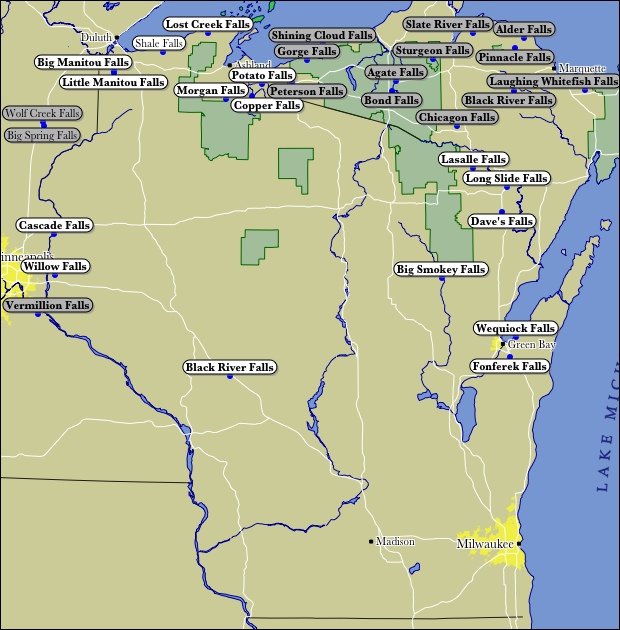 Lost Creek Falls
Slate River Falls
Alder Falls
Duluth
Shale Falls
Shining Cloud Falls
Gorge Falls
Sturgeon Falls
Pinnacle Falls
Big Manitou Falls
Ashland
Marquette
Little Manitou Falls
Potato Falls
Agate Falls
Laughing Whitefish Falls
Morgan Falls
Peterson Falls
Copper Falls
Bond Falls
Black River Falls
Wolf Creek Falls
Chicagon Falls
Big Spring Falls
Lasalle Falls
Long Slide Falls
Cascade Falls
Dave's Falls
inneapolis
Willow Falls
Big Smokey Falls
Vermillion Falls
Wequiock Falls
Green Bay
Black River Falls
Fonferek Falls
LAKE MICH
Madison
Milwaukee